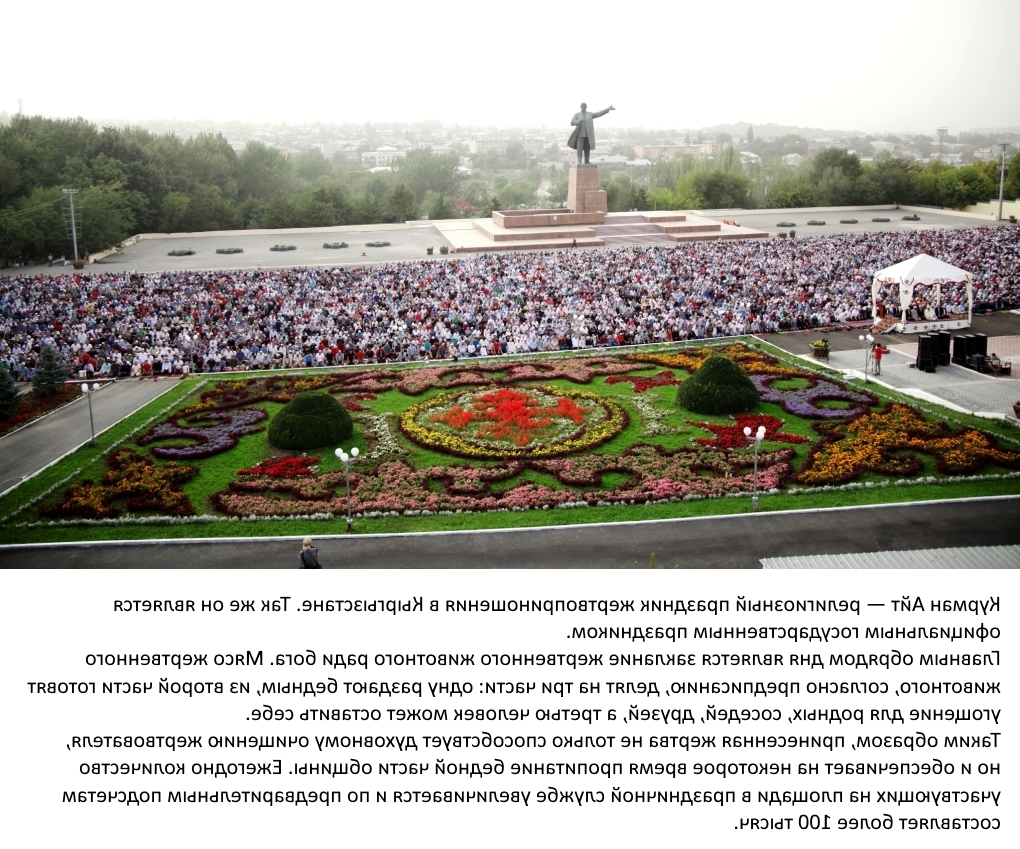 Курман Айт — религиозный праздник жертвоприношения в Кыргызстане. Так же он является
официальным государственным праздником.
Главным обрядом дня является заклание жертвенного животного ради бога. Мясо жертвенного
животного, согласно предписанию, делят на три части: одну раздают бедным, из второй части готовят
угощение для родных, соседей, друзей, а третью человек может оставить себе.
Таким образом, принесенная жертва не только способствует духовному очищению жертвователя,
но и обеспечивает на некоторое время пропитание бедной части общины. Ежегодно количество
участвующих на площади в праздничной службе увеличивается и по предварительным подсчетам
составляет более 100 тысяч.